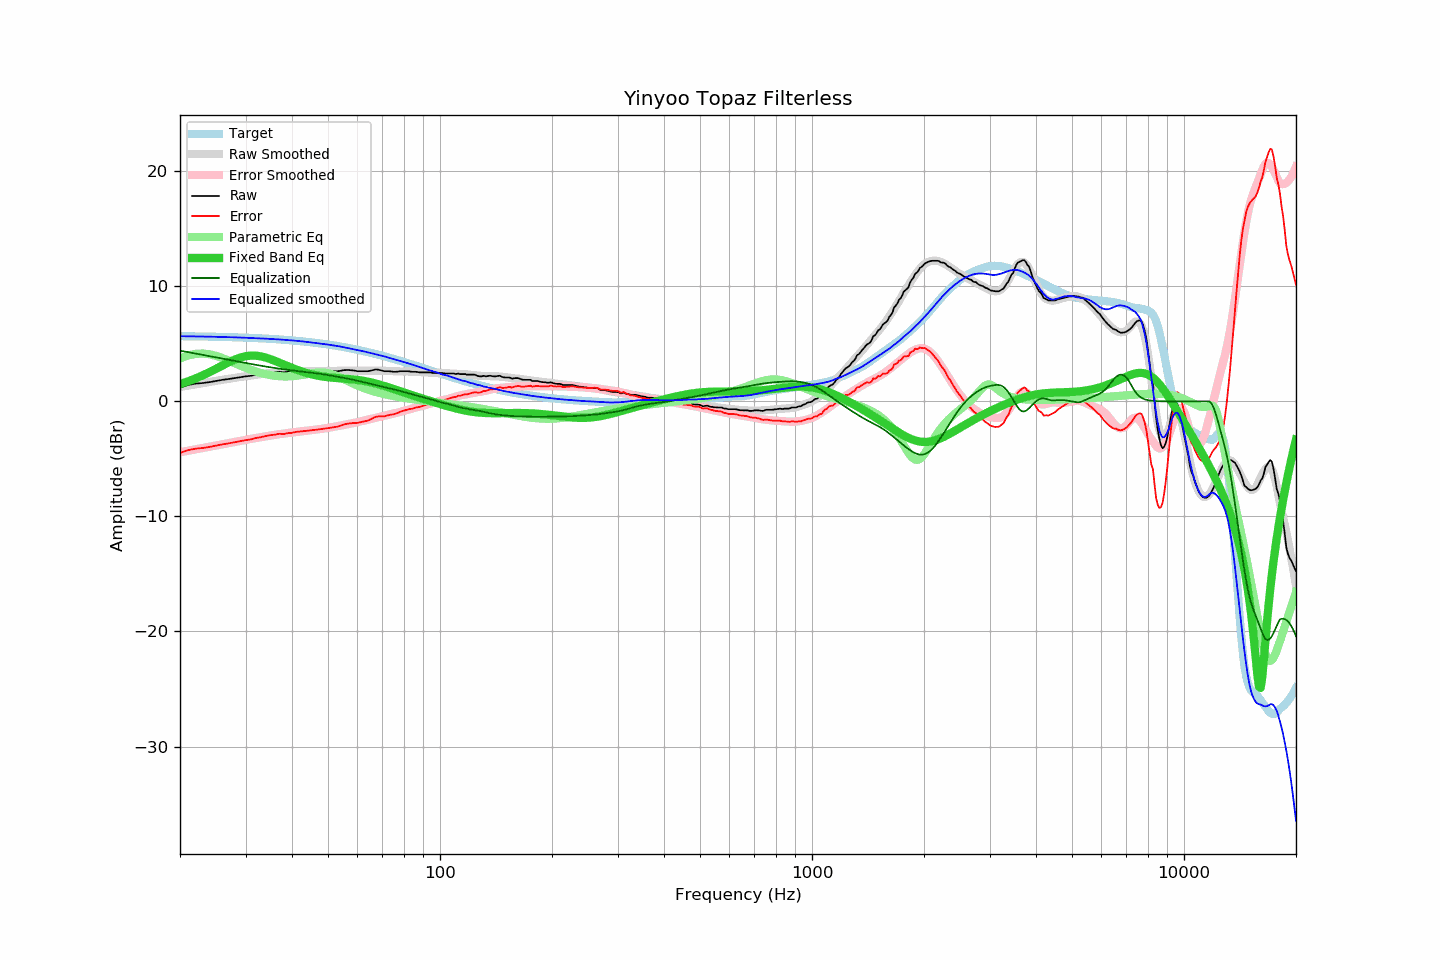 Yinyoo Topaz Filterless
Target
Raw Smoothed
Error Smoothed
Raw
Error
Parametric Eq
Fixed Band Eq
Equalization
Equalized smoothed
20
10
0
−10
−20
−30
Amplitude (dBr)
100
1000
10000
Frequency (Hz)